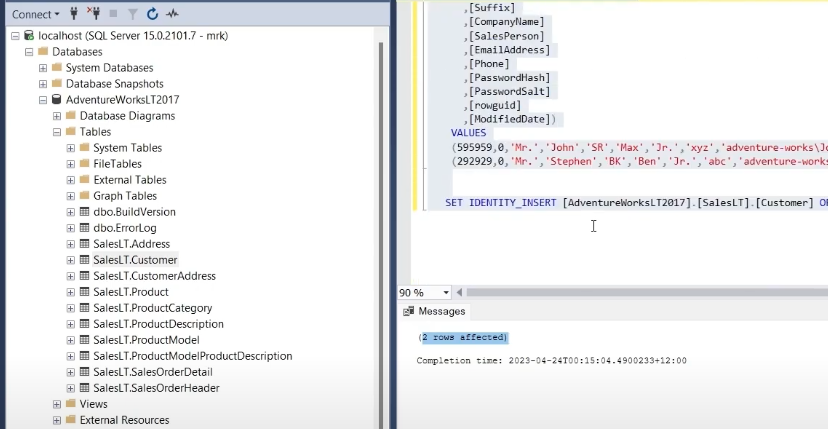 Connect
localhost (SQL Server 15.0.2101.7 - mrk)
Databases
System Databases
Database Snapshots
AdventureWorksLT2017
Database Diagrams
Tables
System Tables
FileTables
External Tables
Graph Tables
dbo.BuildVersion
dbo.ErrorLog
SalesLT.Address
SalesLT.Customer
SalesLT.CustomerAddress
SalesLT.Product
SalesLT.ProductCategory
SalesLT.ProductDescription
SalesLT.ProductModel
SalesLT.ProductModelProductDescription
SalesLT.SalesOrderDetail
SalesLT.SalesOrderHeader
Views
External Resources
,[Suffix]
,[CompanyName]
,[SalesPerson]
,[EmailAddress]
,[Phone]
,[PasswordHash]
,[PasswordSalt]
,[rowguid]
,[ModifiedDate])
VALUES
(595959,0,'Mr.','John','SR','Max','Jr.','xyz','adventure-works\Jo
(292929,0,'Mr.','Stephen','BK','Ben','Jr.','abc','adventure-works
SET IDENTITY_INSERT [AdventureWorksLT2017].[SalesLT].[Customer]
90 %
Messages
(2 rows affected)
Completion time: 2023-04-24T00:15:04.4900233+12:00